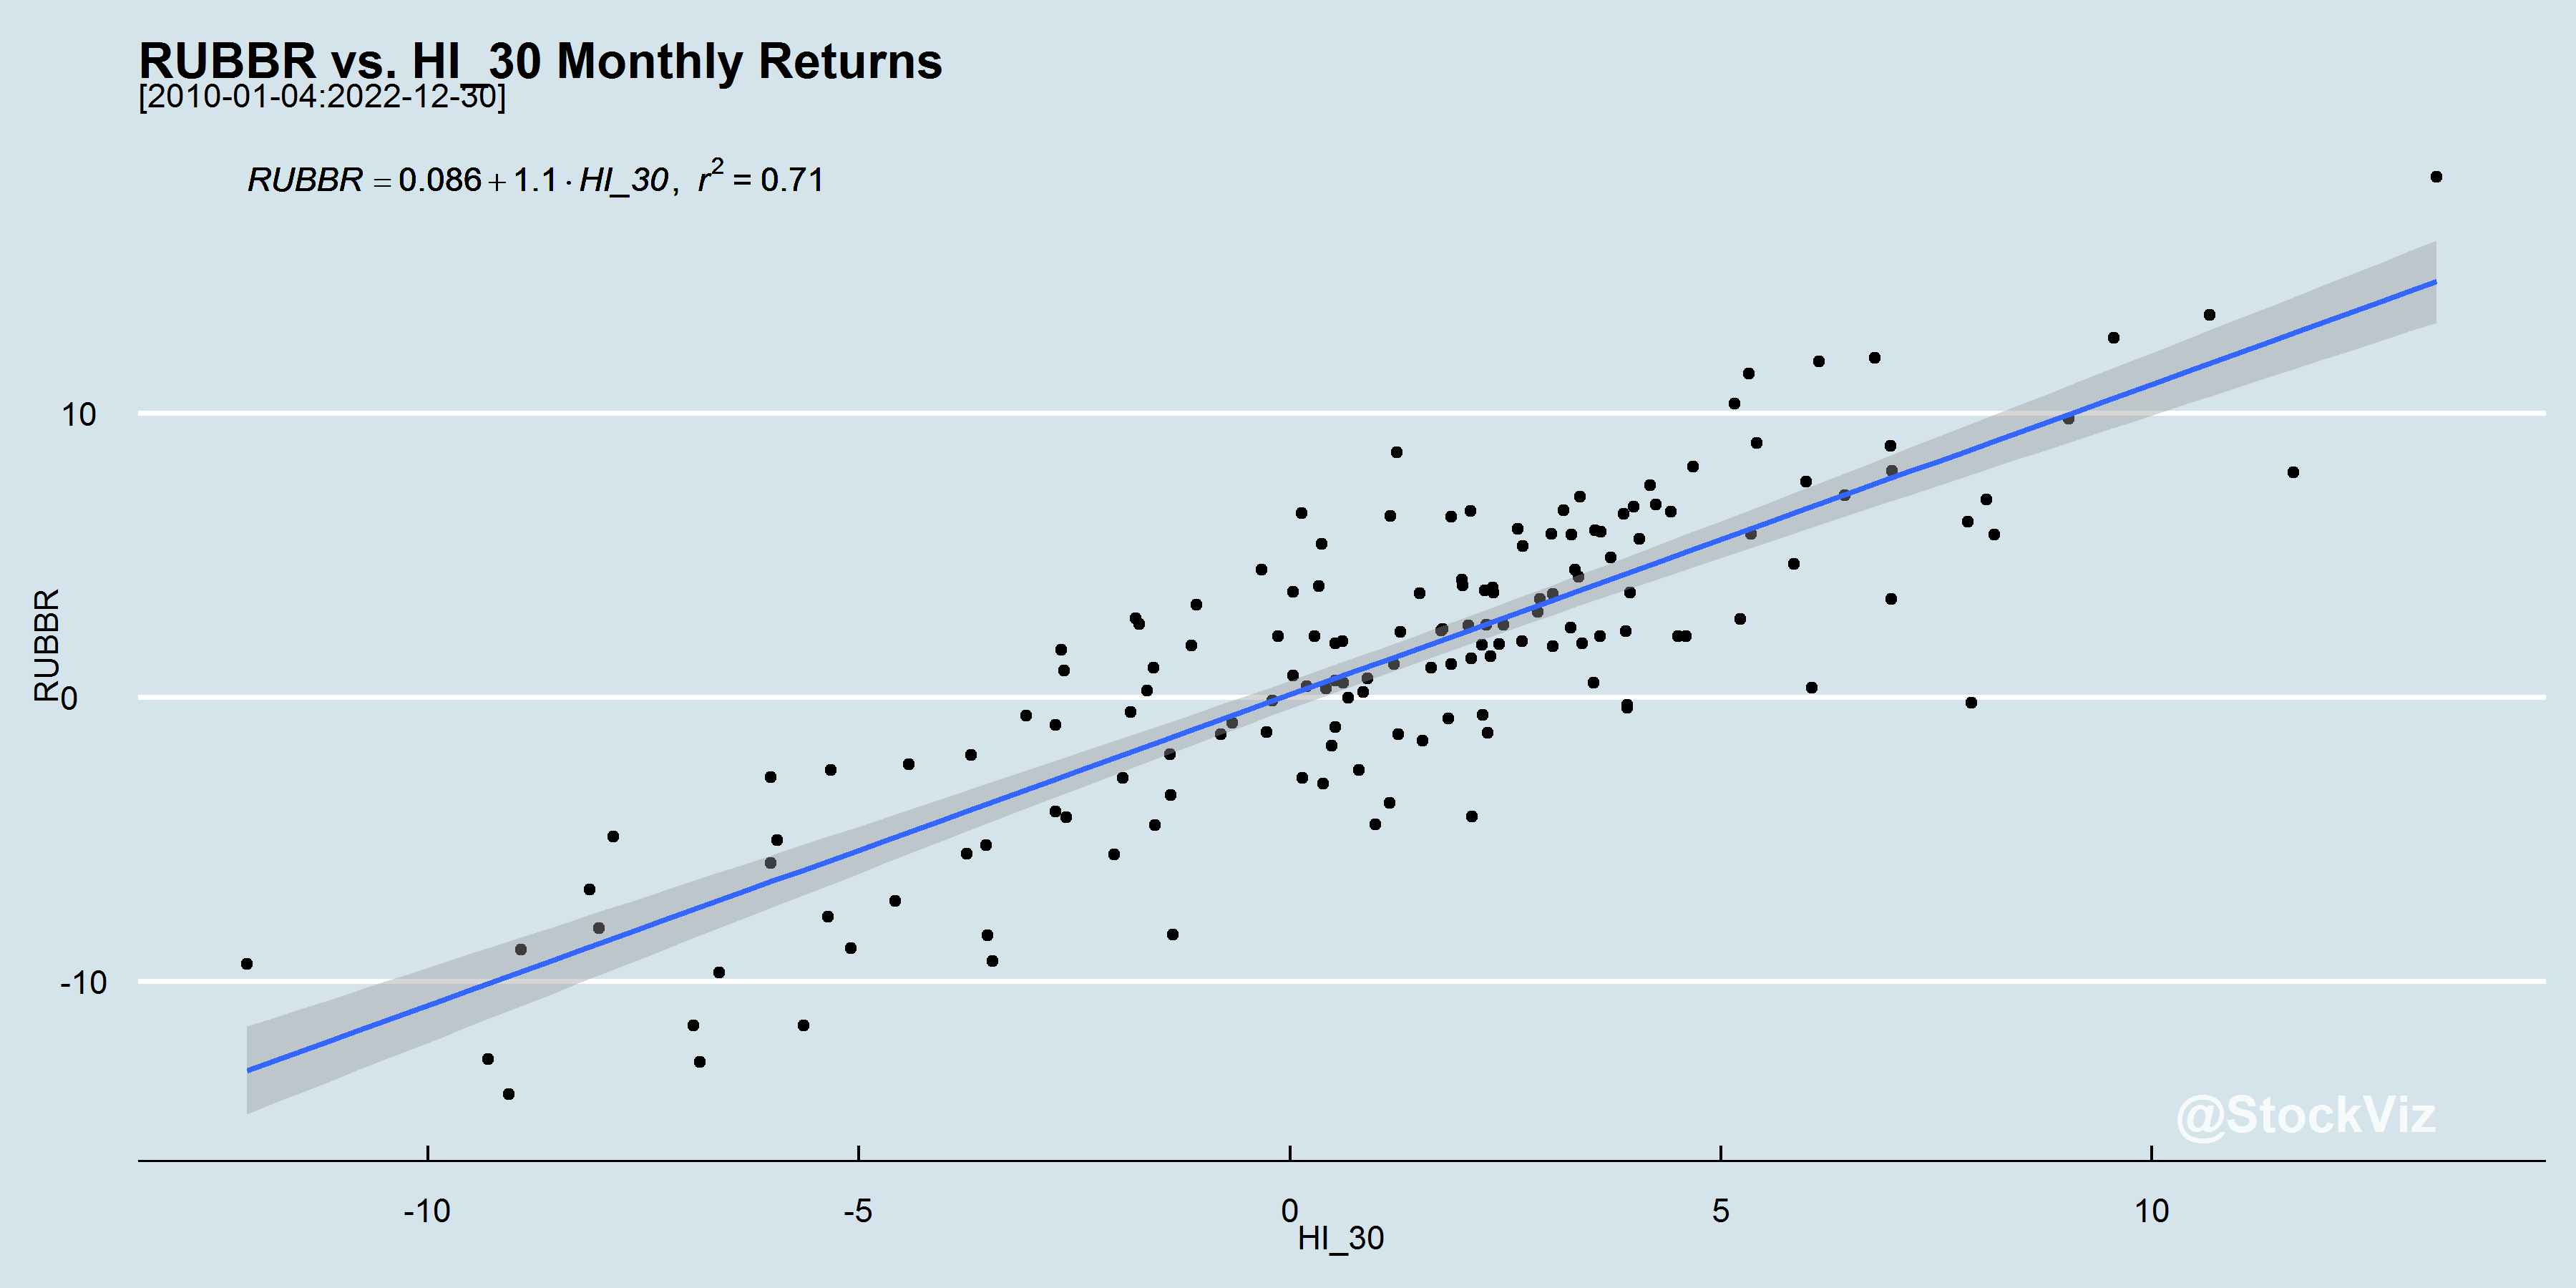 RUBBR vs. HI_30 Monthly Returns
[2010-01-04:2022-12-30]
RUBBR = 0.086 + 1.1 · HI_30, r² = 0.71
10
0
-10
RUBBR
@StockViz
-10 -5 0 5 10
HI_30